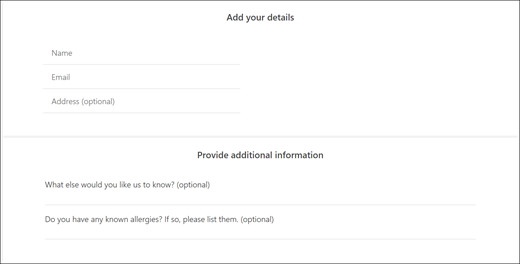 Add your details
Name
Email
Address (optional)
Provide additional information
What else would you like us to know? (optional)
Do you have any known allergies? If so, please list them. (optional)